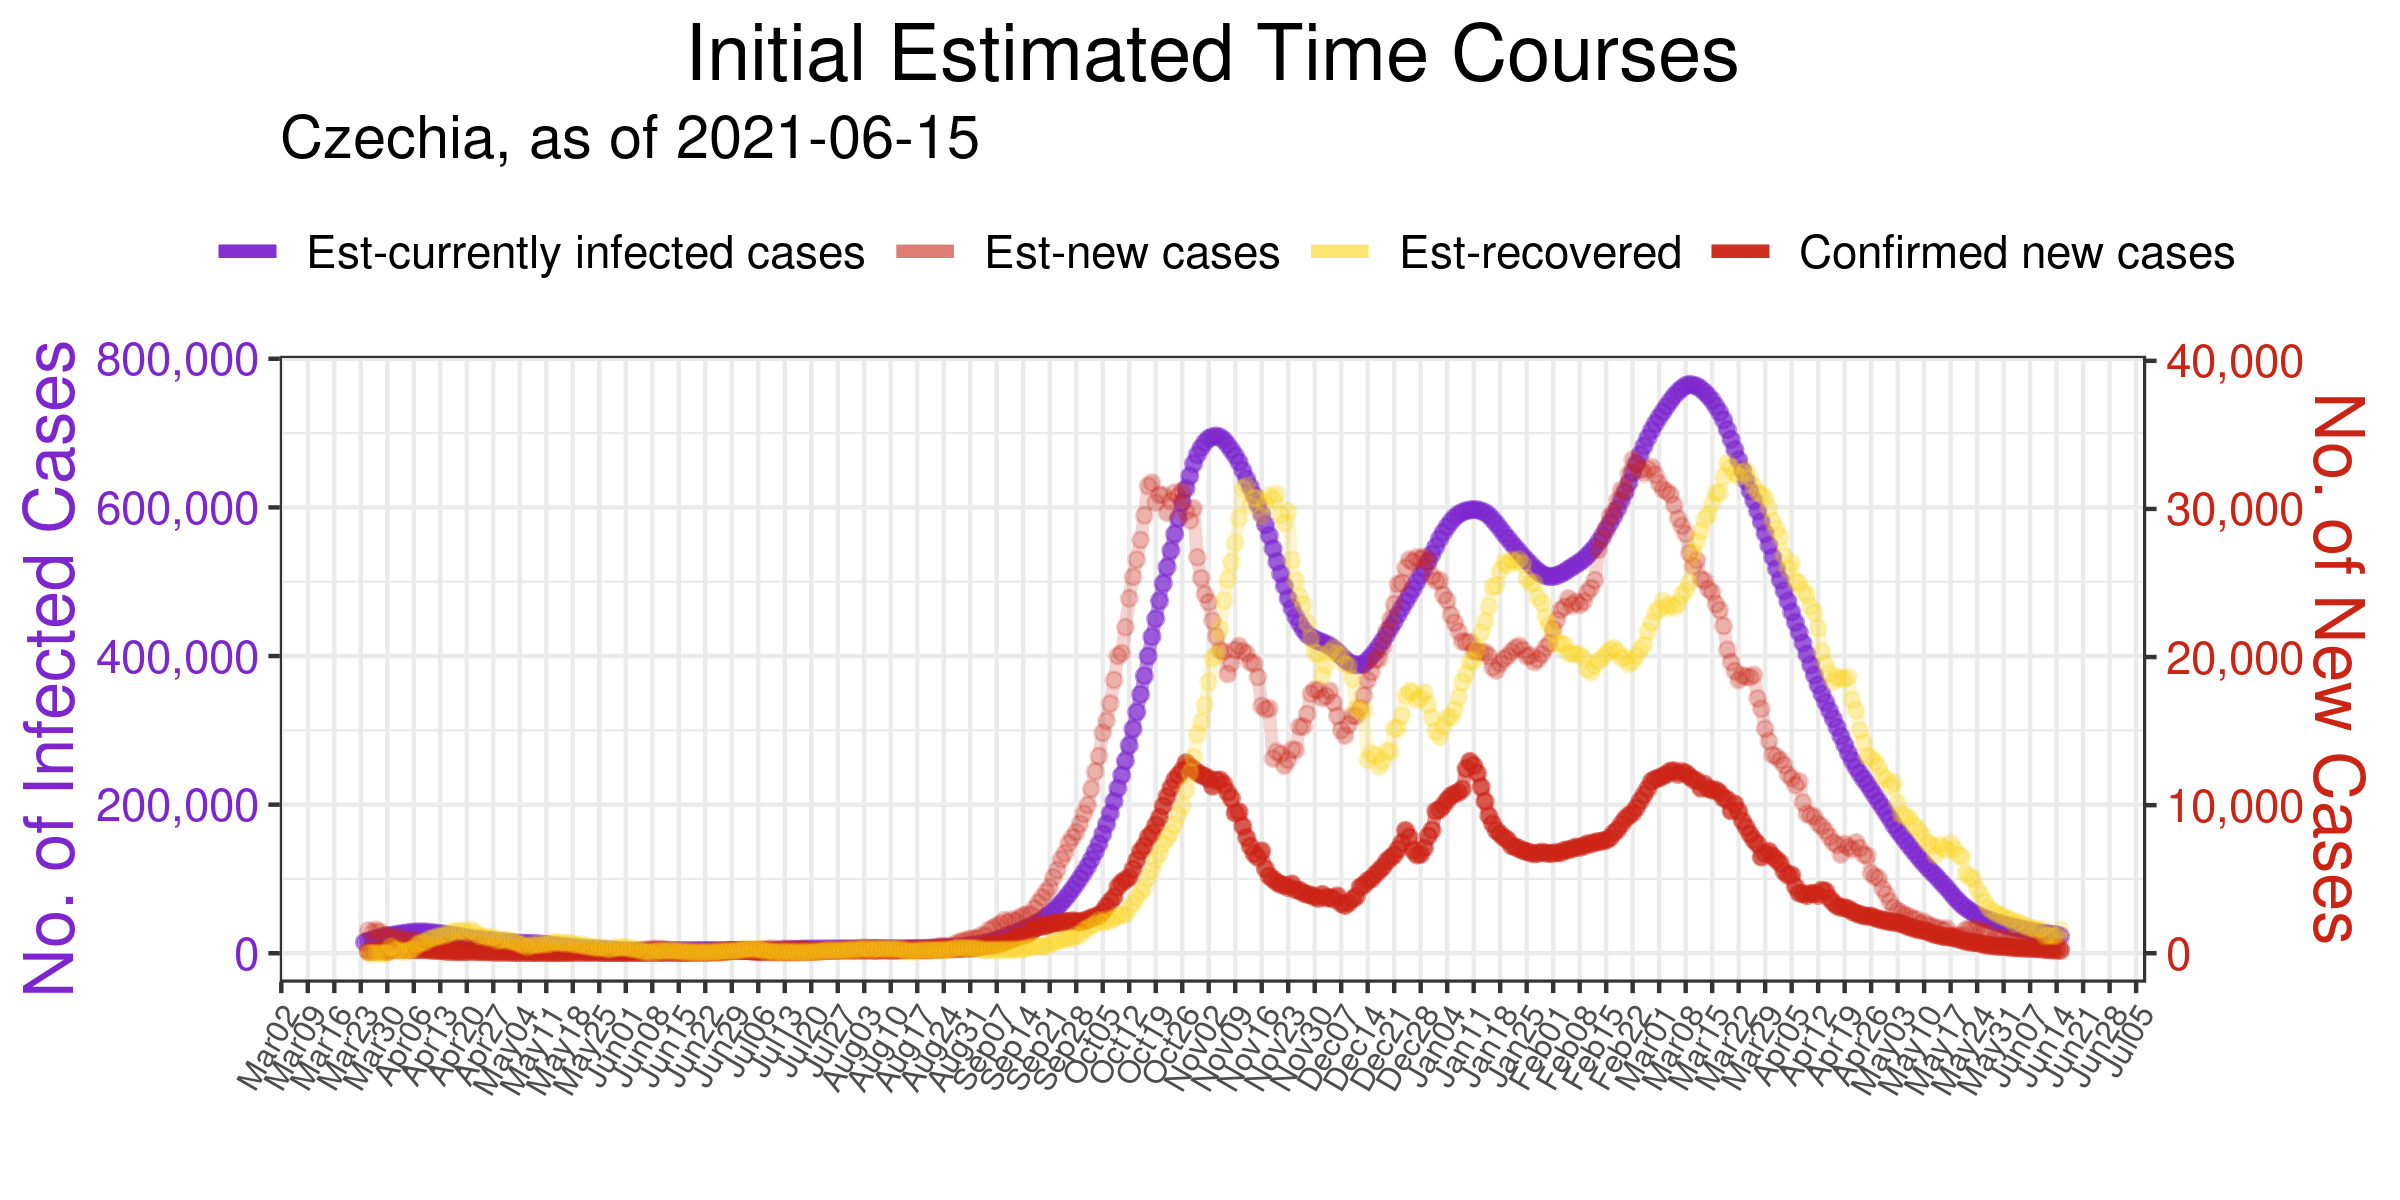 Initial Estimated Time Courses
Czechia, as of 2021-06-15
Est-currently infected cases Est-new cases Est-recovered Confirmed new cases
No. of Infected Cases
800,000
600,000
400,000
200,000
0
40,000
30,000
20,000
10,000
0
No. of New Cases
Mar02 Mar09 Mar16 Mar23 Mar30 Apr06 Apr13 Apr20 Apr27 May04 May11 May18 May25 Jun01 Jun08 Jun15 Jun22 Jun29 Jul06 Jul13 Jul20 Jul27 Aug03 Aug10 Aug17 Aug24 Aug31 Sep07 Sep14 Sep21 Sep28 Oct05 Oct12 Oct19 Oct26 Nov02 Nov09 Nov16 Nov23 Nov30 Dec07 Dec14 Dec21 Dec28 Jan04 Jan11 Jan18 Jan25 Feb01 Feb08 Feb15 Feb22 Mar01 Mar08 Mar15 Mar22 Mar29 Apr05 Apr12 Apr19 Apr26 May03 May10 May17 May24 May31 Jun07 Jun14 Jun21 Jun28 Jul05